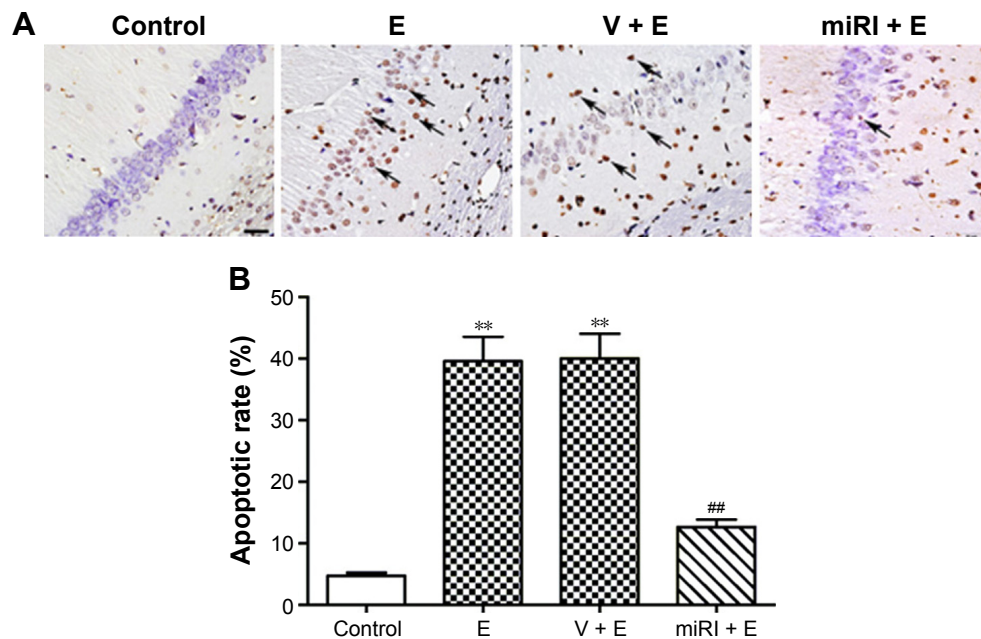 A
Control
E
V + E
miRI + E
B
Apoptotic rate (%)
50
40
30
20
10
0
**
**
##
Control
E
V + E
miRI + E